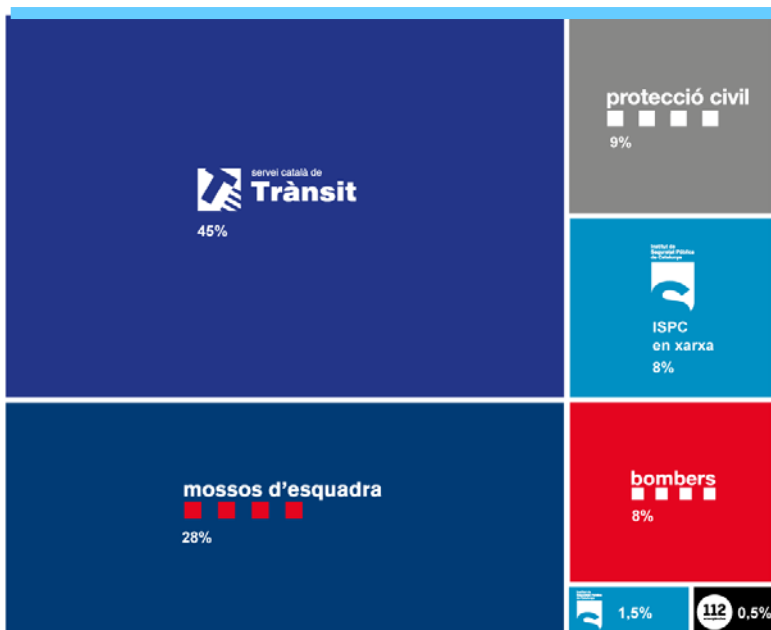 servei català de
Trànsit
45%
protecció civil
9%
Institut de
Seguretat Pública
de Catalunya
ISPC
en xarxa
8%
mossos d'esquadra
28%
bombers
8%
1,5%
112
0,5%